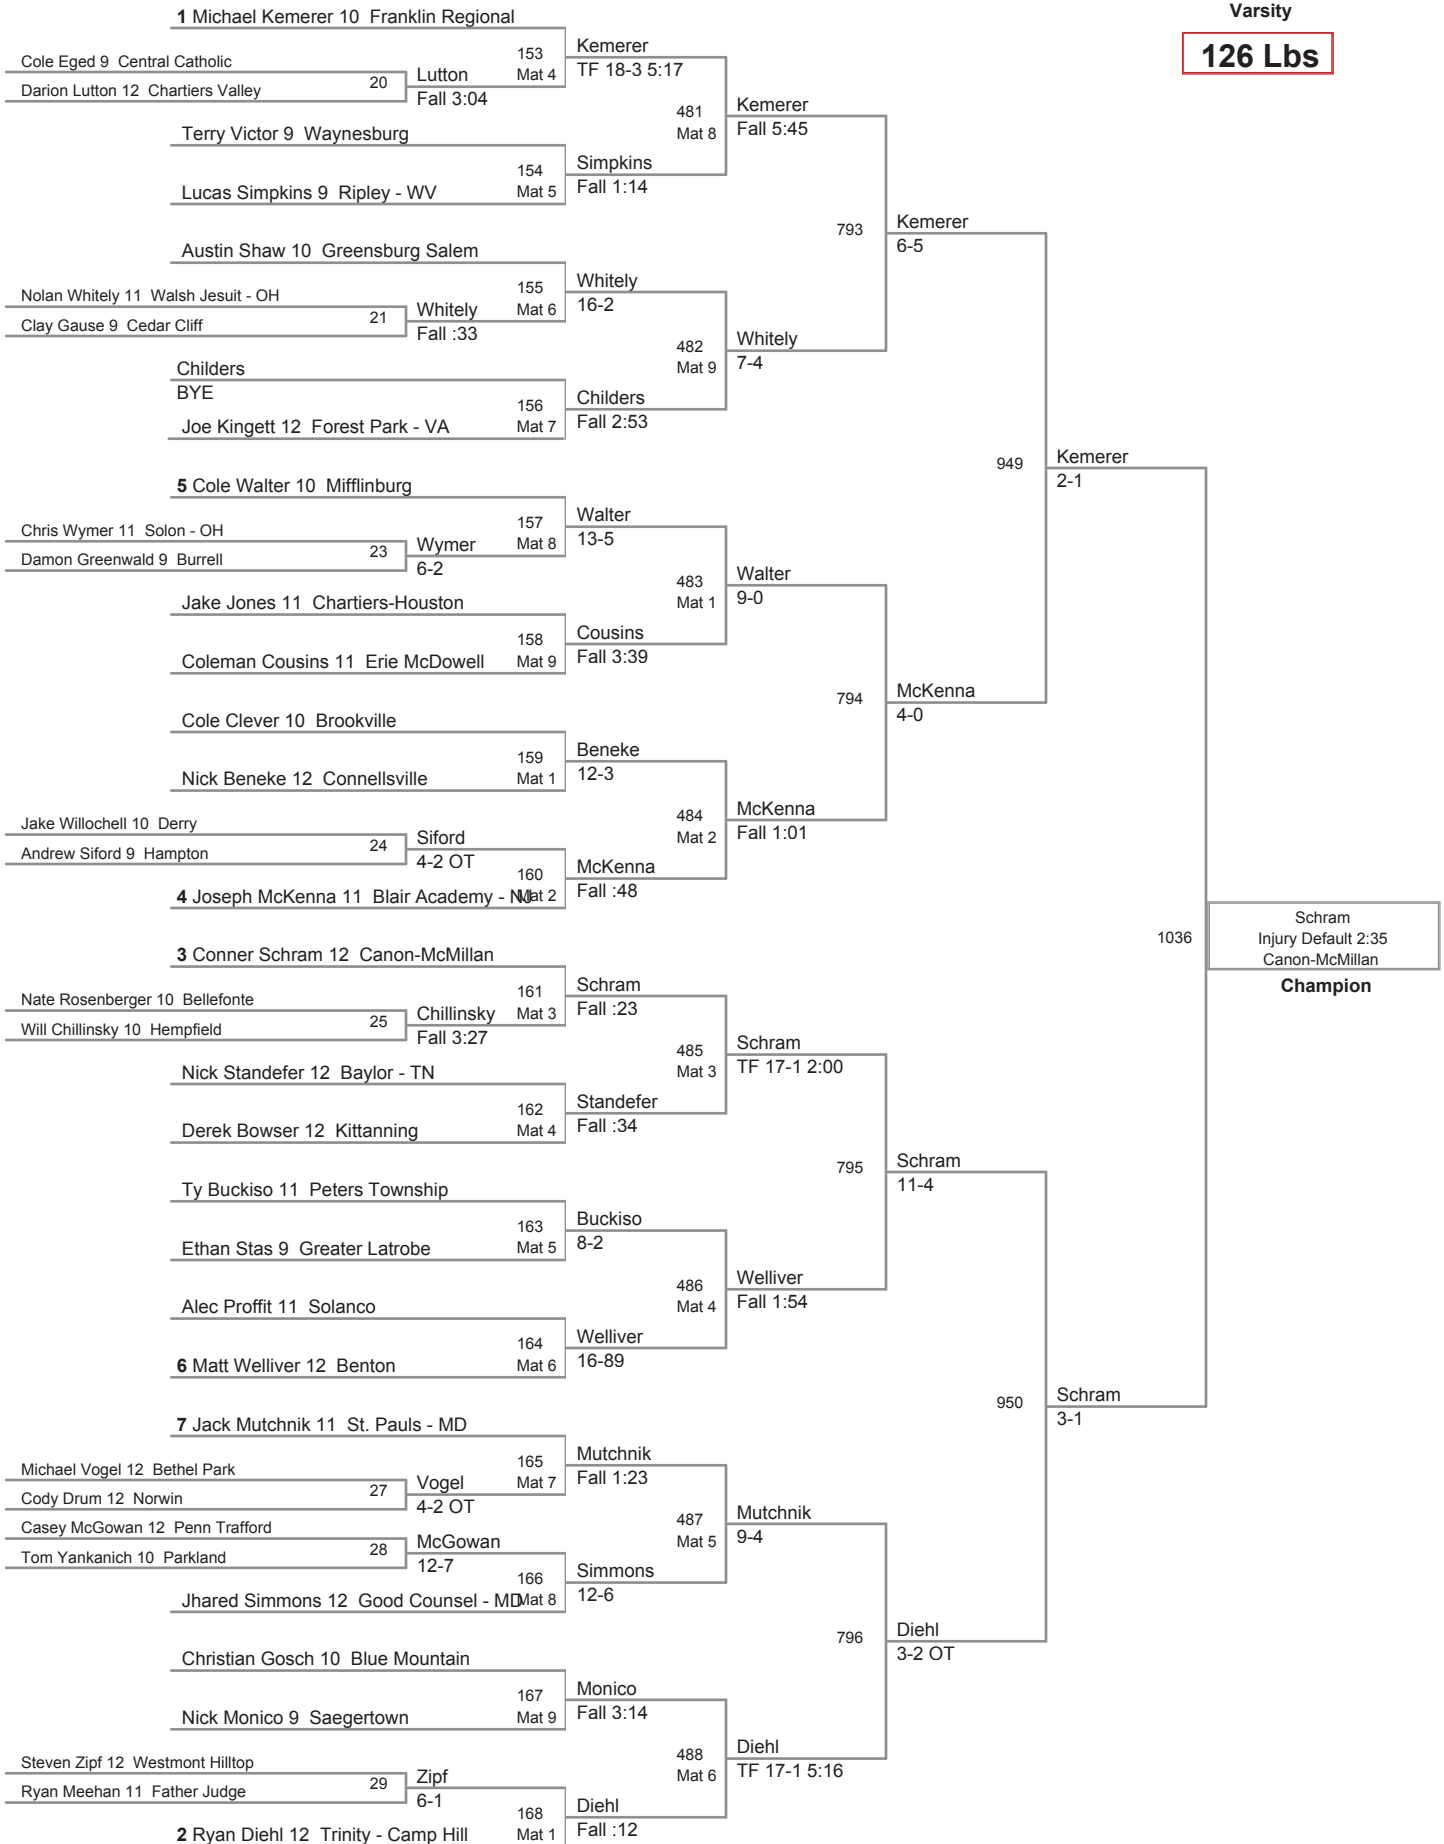 Varsity
126 Lbs
1 Michael Kemerer 10 Franklin Regional
Cole Eged 9 Central Catholic
Darion Lutton 12 Chartiers Valley
20
Lutton
Fall 3:04
153
Mat 4
Kemerer
TF 18-3 5:17
Terry Victor 9 Waynesburg
Lucas Simpkins 9 Ripley - WV
154
Mat 5
Simpkins
Fall 1:14
481
Mat 8
Kemerer
Fall 5:45
Austin Shaw 10 Greensburg Salem
Nolan Whitely 11 Walsh Jesuit - OH
Clay Gause 9 Cedar Cliff
21
Whitely
Fall :33
155
Mat 6
Whitely
16-2
Childers
BYE
Joe Kingett 12 Forest Park - VA
156
Mat 7
Childers
Fall 2:53
482
Mat 9
Whitely
7-4
793
Kemerer
6-5
5 Cole Walter 10 Mifflinburg
Chris Wymer 11 Solon - OH
Damon Greenwald 9 Burrell
23
Wymer
6-2
157
Mat 8
Walter
13-5
Jake Jones 11 Chartiers-Houston
Coleman Cousins 11 Erie McDowell
158
Mat 9
Cousins
Fall 3:39
483
Mat 1
Walter
9-0
Cole Clever 10 Brookville
Nick Beneke 12 Connellsville
159
Mat 1
Beneke
12-3
Jake Willochell 10 Derry
Andrew Siford 9 Hampton
24
Siford
4-2 OT
4 Joseph McKenna 11 Blair Academy - NJ
160
Mat 2
McKenna
Fall :48
484
Mat 2
McKenna
Fall 1:01
794
McKenna
4-0
949
Kemerer
2-1
3 Conner Schram 12 Canon-McMillan
Nate Rosenberger 10 Bellefonte
Will Chillinsky 10 Hempfield
25
Chillinsky
Fall 3:27
161
Mat 3
Schram
Fall :23
Nick Standefer 12 Baylor - TN
Derek Bowser 12 Kittanning
162
Mat 4
Standefer
Fall :34
485
Mat 3
Schram
TF 17-1 2:00
Ty Buckiso 11 Peters Township
Ethan Stas 9 Greater Latrobe
163
Mat 5
Buckiso
8-2
Alec Proffit 11 Solanco
6 Matt Welliver 12 Benton
164
Mat 6
Welliver
16-89
486
Mat 4
Welliver
Fall 1:54
795
Schram
11-4
7 Jack Mutchnik 11 St. Pauls - MD
Michael Vogel 12 Bethel Park
Cody Drum 12 Norwin
27
Vogel
4-2 OT
165
Mat 7
Mutchnik
Fall 1:23
Casey McGowan 12 Penn Trafford
Tom Yankanich 10 Parkland
28
McGowan
12-7
Jhared Simmons 12 Good Counsel - MD
166
Mat 8
Simmons
12-6
487
Mat 5
Mutchnik
9-4
Christian Gosch 10 Blue Mountain
Nick Monico 9 Saegertown
167
Mat 9
Monico
Fall 3:14
Steven Zipf 12 Westmont Hilltop
Ryan Meehan 11 Father Judge
29
Zipf
6-1
2 Ryan Diehl 12 Trinity - Camp Hill
168
Mat 1
Diehl
Fall :12
488
Mat 6
Diehl
TF 17-1 5:16
796
Diehl
3-2 OT
950
Schram
3-1
1036
Schram
Injury Default 2:35
Canon-McMillan
Champion